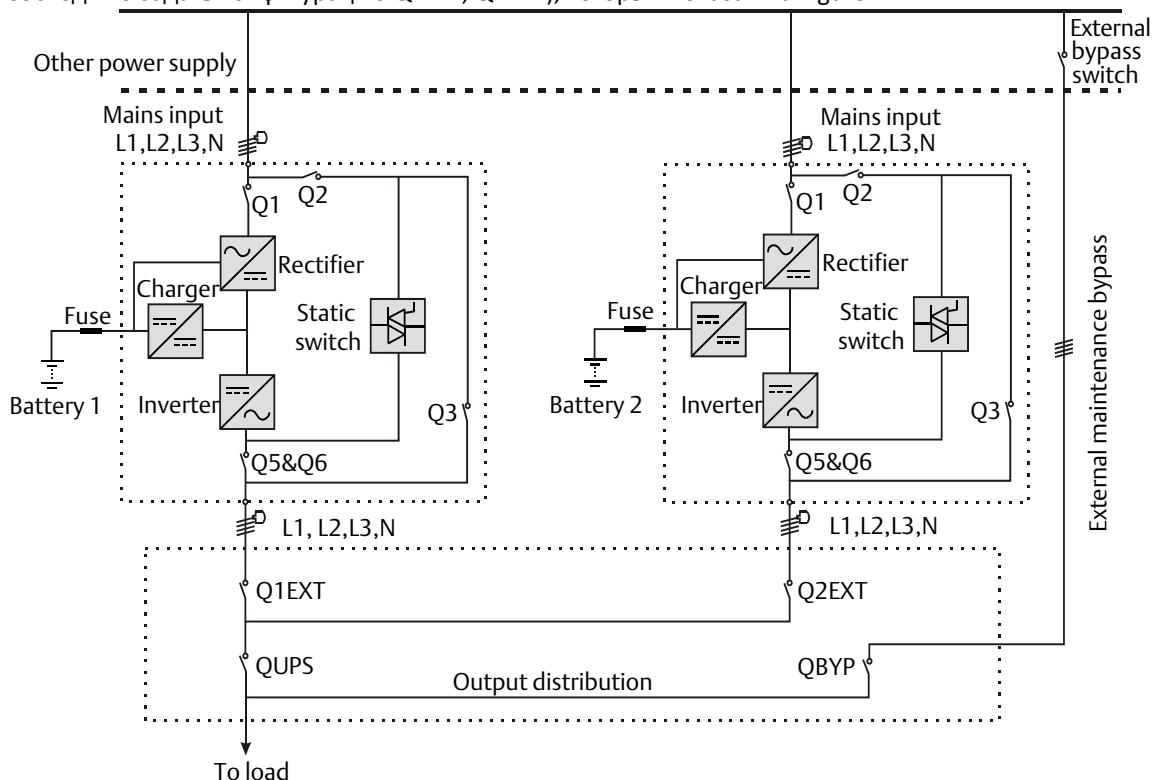 External
bypass
switch
Other power supply
Mains input
L1,L2,L3,N
Mains input
L1,L2,L3,N
Q2
Q1
Q2
Q1
Rectifier
Rectifier
Charger
Charger
Fuse
Static
switch
Fuse
Static
switch
Battery 1
Inverter
Q3
Battery 2
Inverter
Q3
External maintenance bypass
Q5&Q6
Q5&Q6
L1, L2,L3,N
L1,L2,L3,N
Q1EXT
Q2EXT
QUPS
QBYP
Output distribution
To load